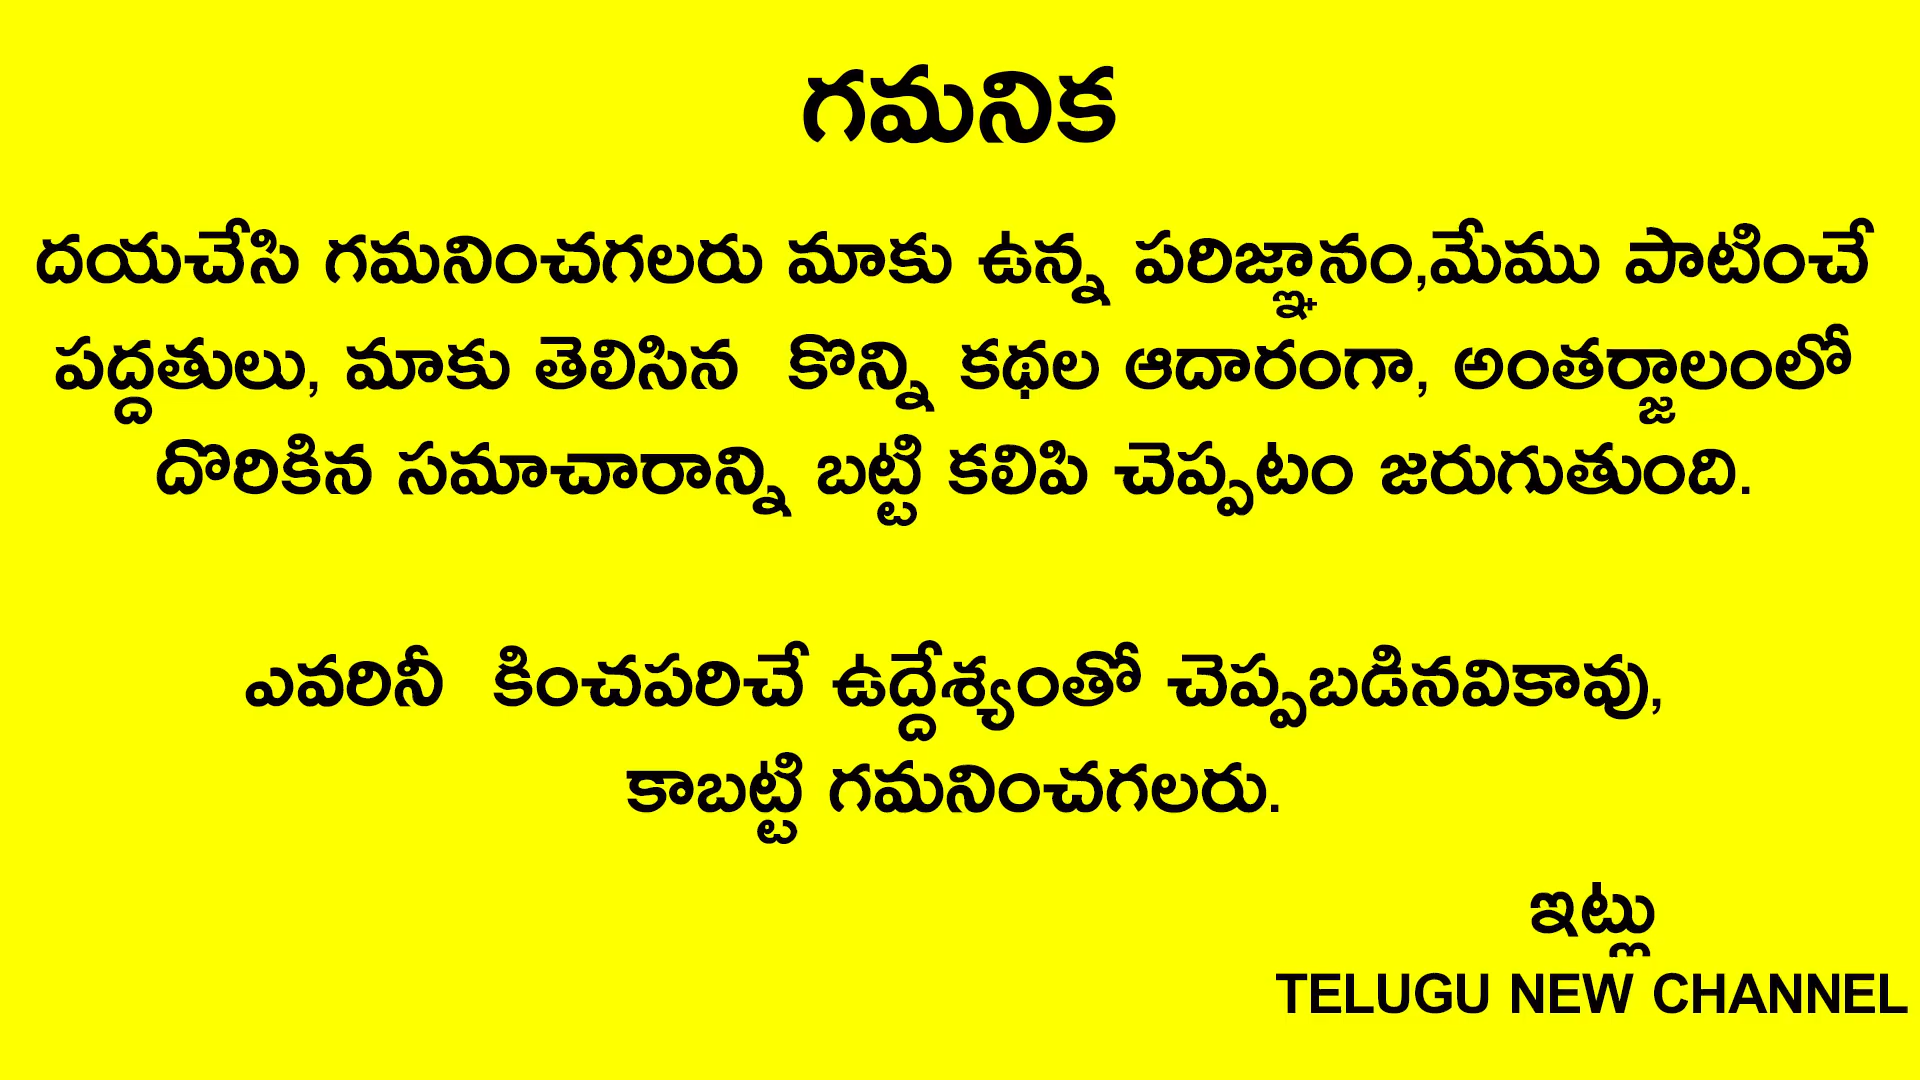 గమనిక
దయచేసి గమనించగలరు మాకు ఉన్న పరిజ్ఞానం,మేము పాటించే
పద్దతులు, మాకు తెలిసిన కొన్ని కథల ఆదారంగా, అంతర్జాలంలో
దొరికిన సమాచారాన్ని బట్టి కలిపి చెప్పటం జరుగుతుంది.
ఎవరినీ కించపరిచే ఉద్దేశ్యంతో చెప్పబడినవికావు,
కాబట్టి గమనించగలరు.
ఇట్లు
TELUGU NEW CHANNEL